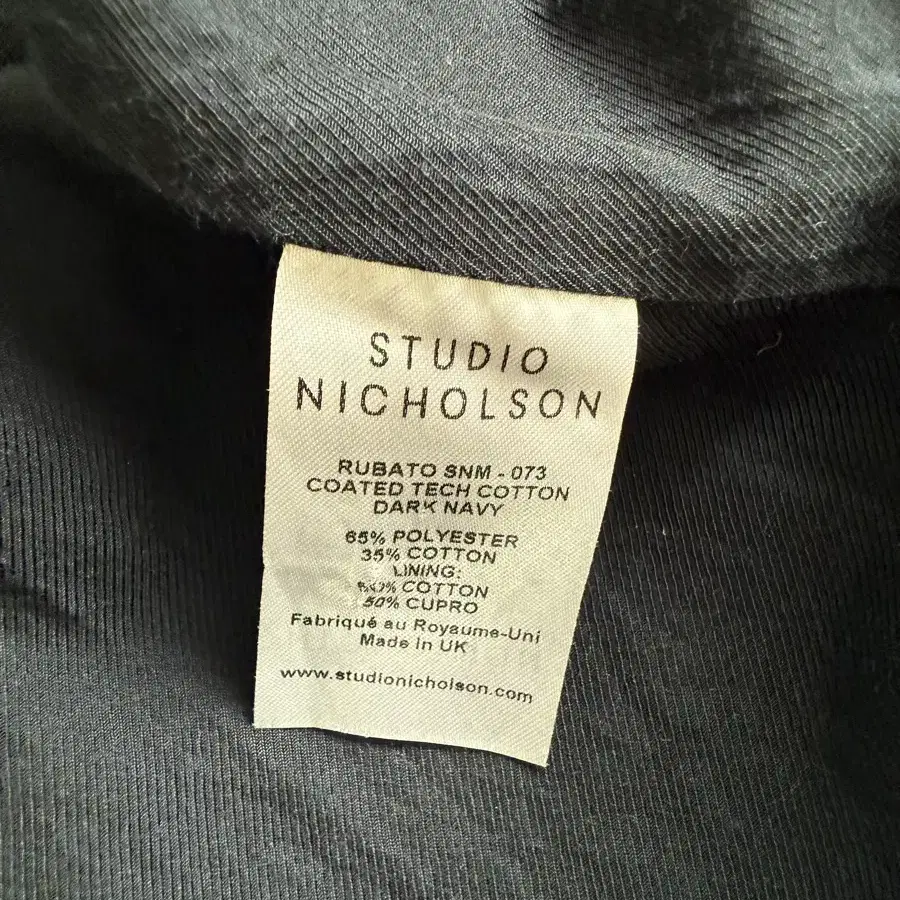 STUDIO
NICHOLSON
RUBATO SNM - 073
COATED TECH COTTON
DARK NAVY
65% POLYESTER
35% COTTON
LINING:
COTTON
50% CUPRO
Fabriqué au Royaume-Uni
Made in UK
www.studionicholson.com